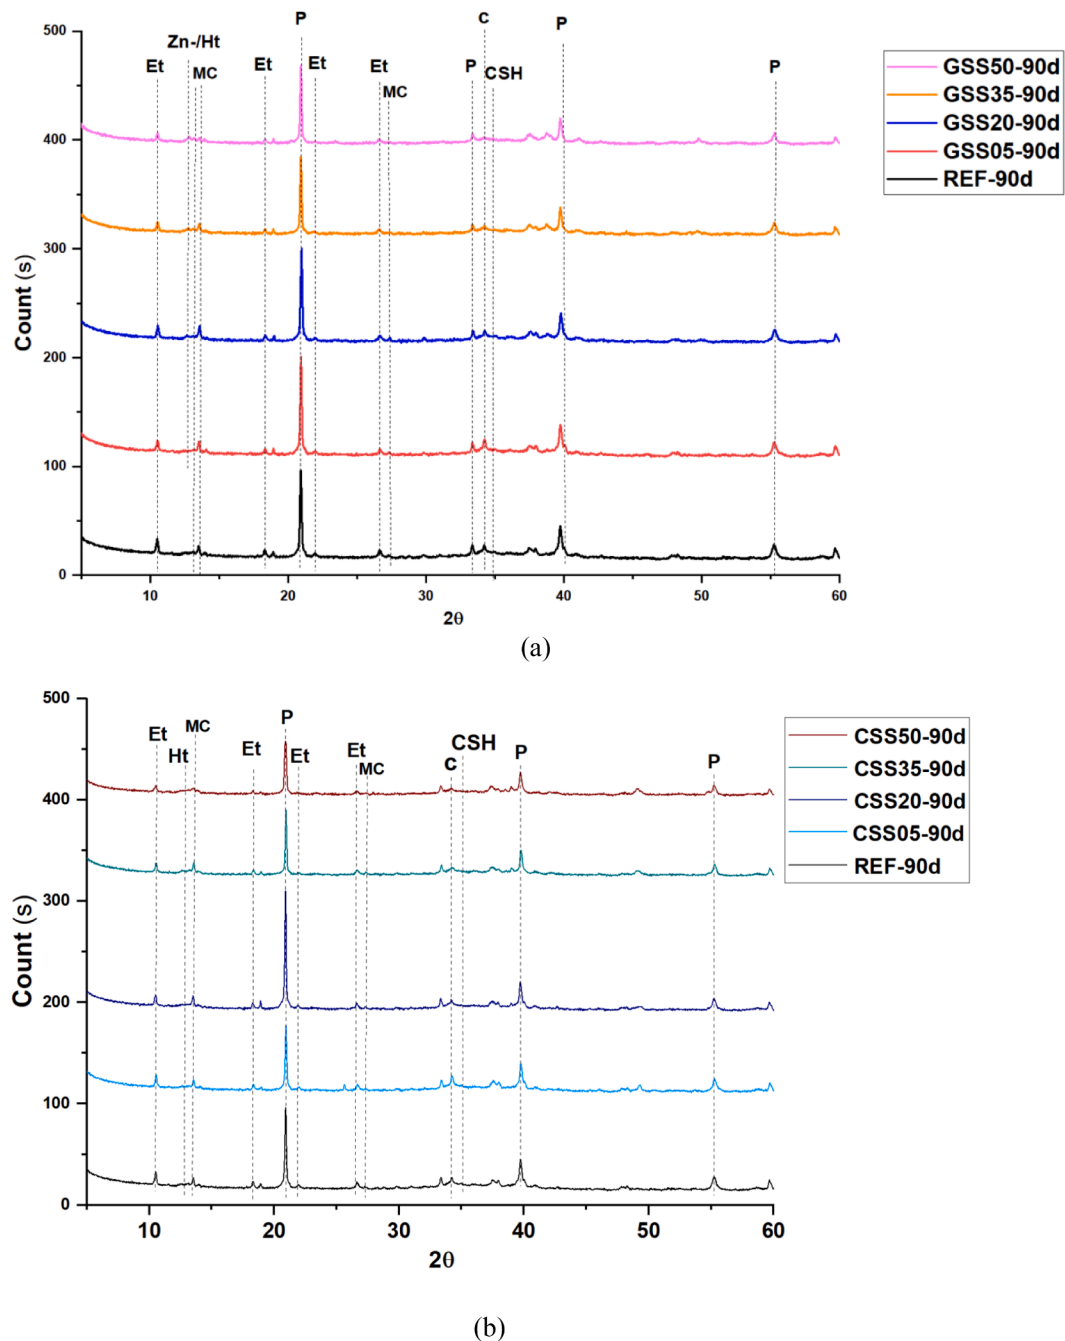 500
400
300
200
100
0
Count (s)
Et
Zn-/Ht
MC
Et
P
Et
Et
MC
P
C
CSH
P
P
GSS50-90d
GSS35-90d
GSS20-90d
GSS05-90d
REF-90d
10 20 30 40 50 60
2θ
(a)
500
400
300
200
100
0
Count (s)
Et
Ht
MC
Et
P
Et
Et
MC
CSH
C
P
P
CSS50-90d
CSS35-90d
CSS20-90d
CSS05-90d
REF-90d
10 20 30 40 50 60
2θ
(b)